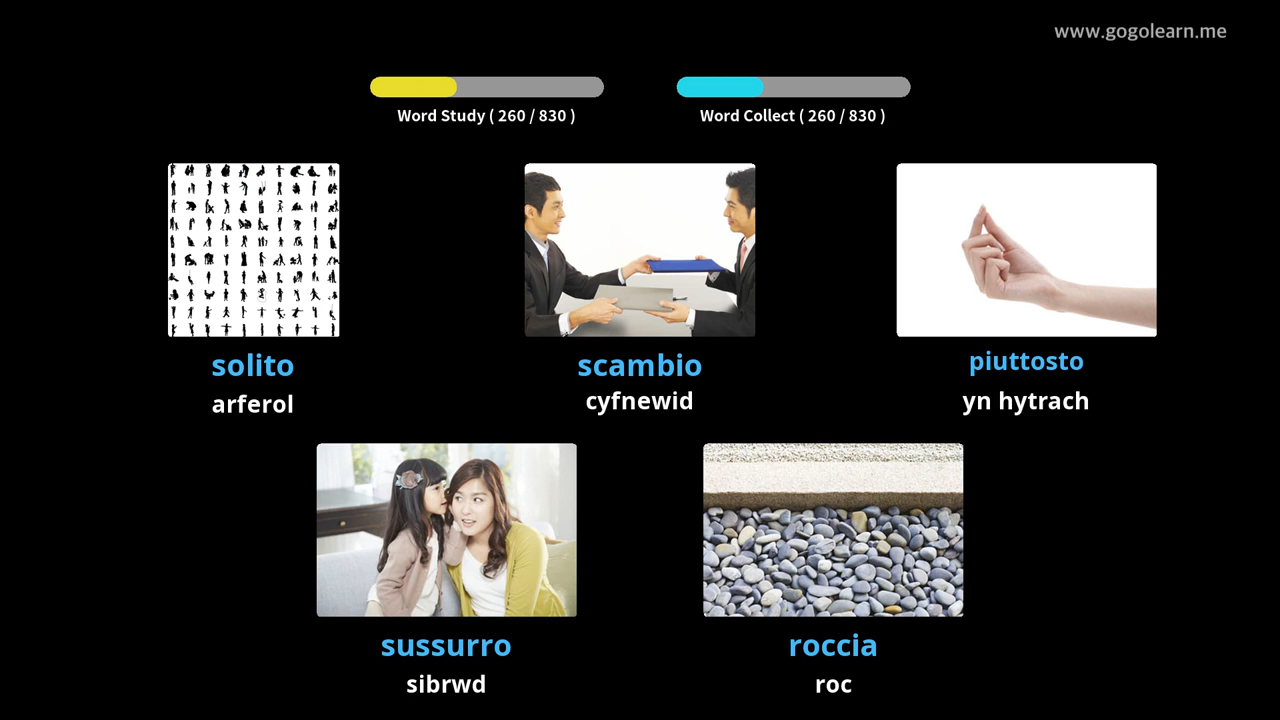 www.gogolearn.me
Word Study ( 260 / 830 )
Word Collect ( 260 / 830 )
solito
arferol
scambio
cyfnewid
piuttosto
yn hytrach
sussurro
sibrwd
roccia
roc